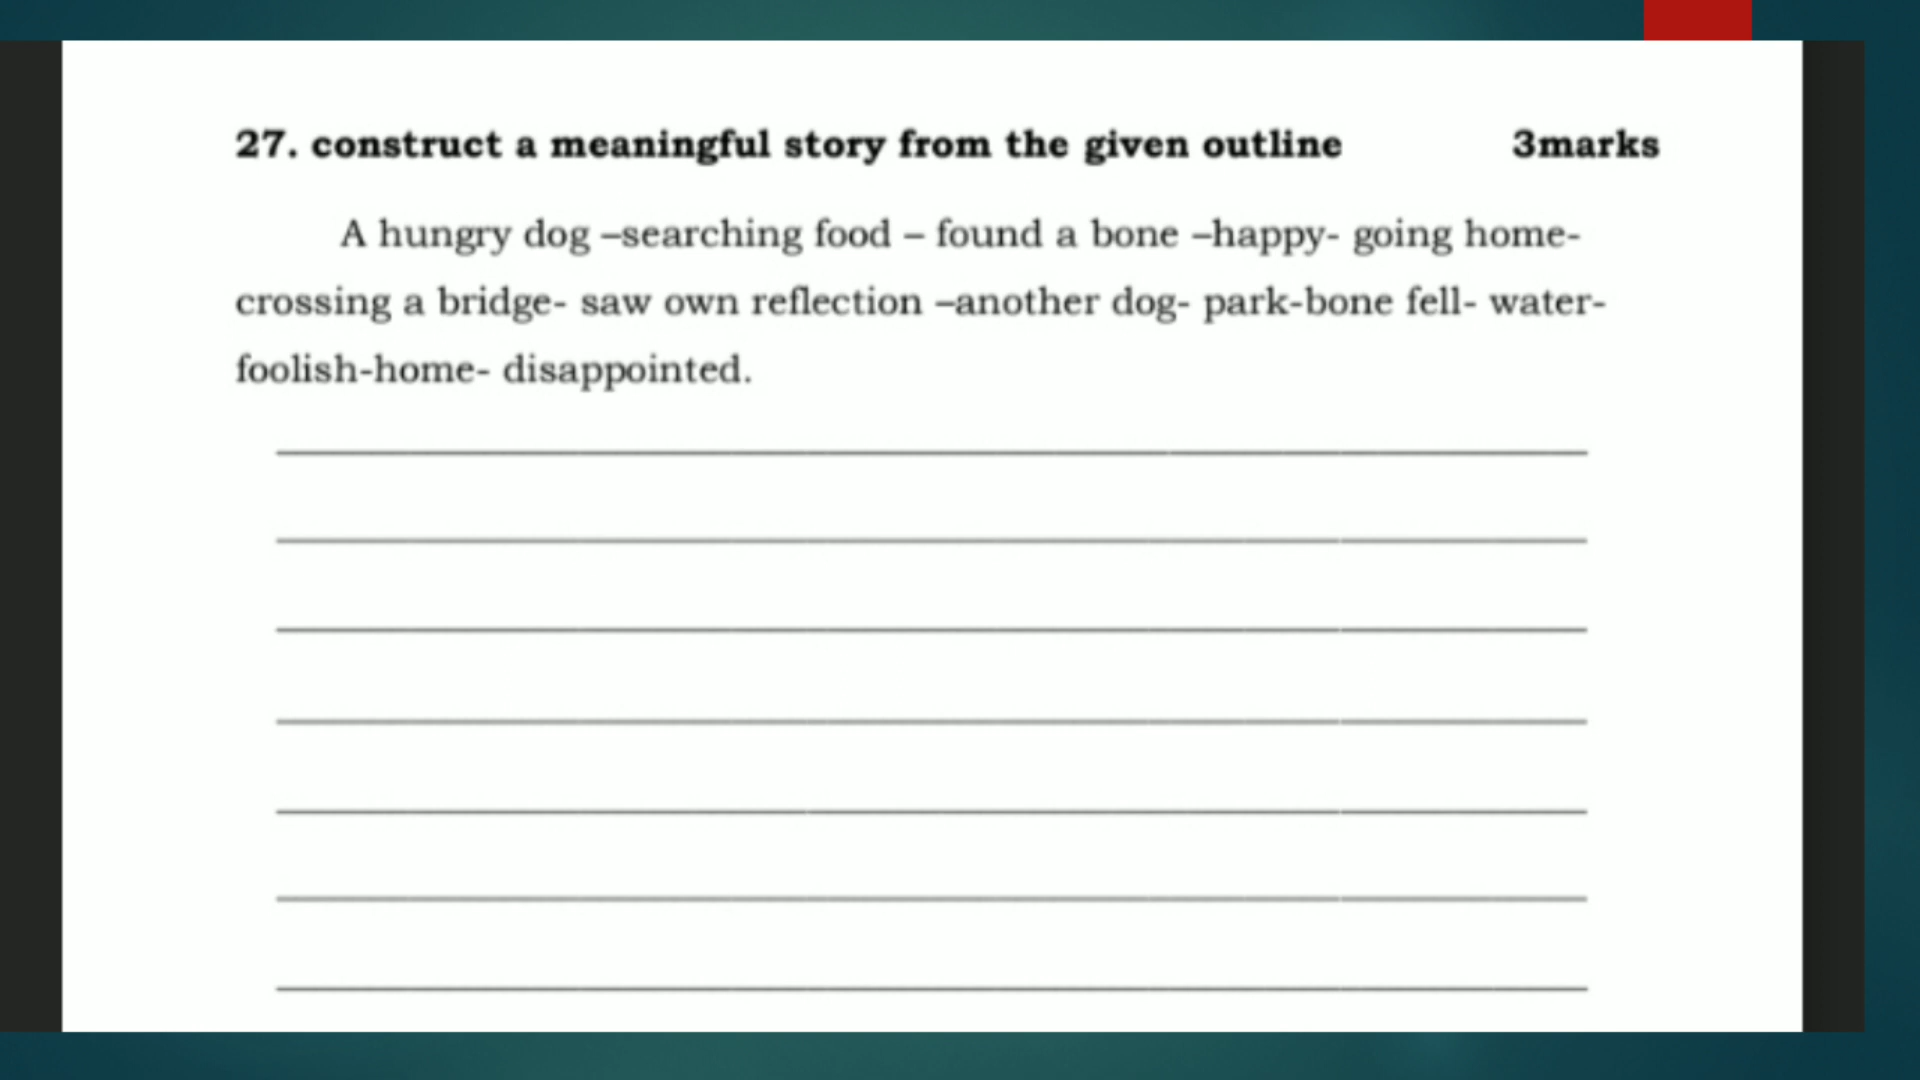 27. construct a meaningful story from the given outline 3marks
A hungry dog –searching food – found a bone –happy- going home-
crossing a bridge- saw own reflection –another dog- park-bone fell- water-
foolish-home- disappointed.